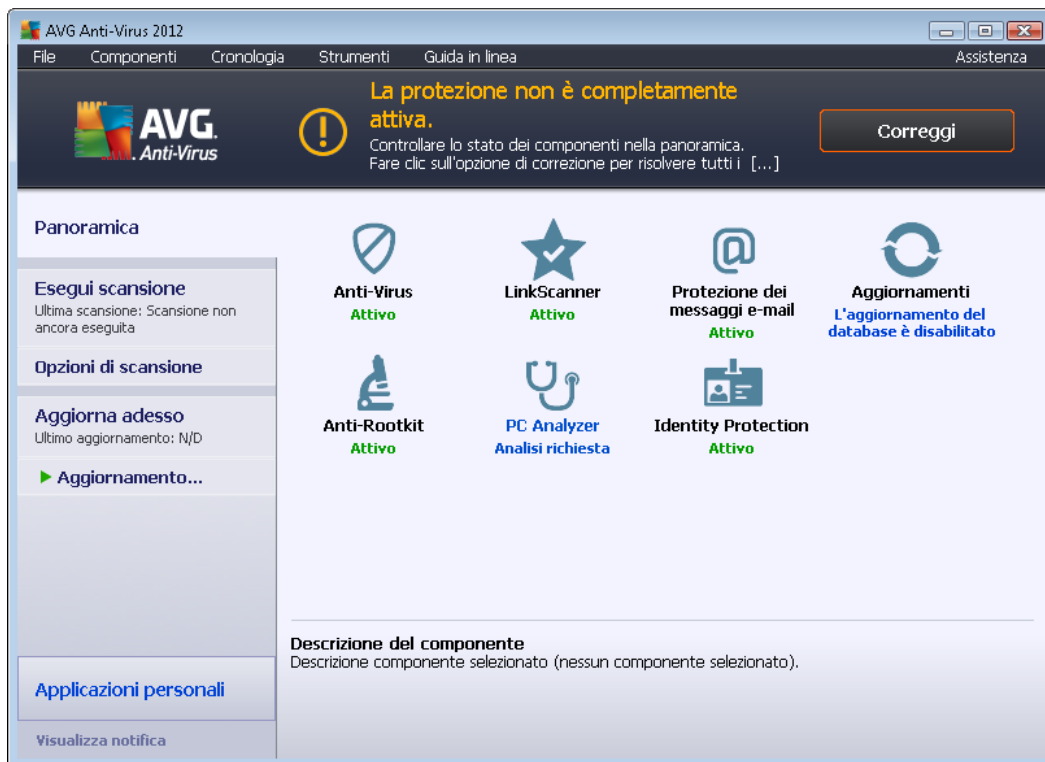 AVG Anti-Virus 2012
File Componenti Cronologia Strumenti Guida in linea Assistenza
AVG.
Anti-Virus
La protezione non è completamente
attiva.
Controllare lo stato dei componenti nella panoramica.
Fare clic sull'opzione di correzione per risolvere tutti i [...]
Correggi
Panoramica
Esegui scansione
Ultima scansione: Scansione non
ancora eseguita
Opzioni di scansione
Aggiorna adesso
Ultimo aggiornamento: N/D
Aggiornamento...
Applicazioni personali
Visualizza notifica
Anti-Virus
Attivo
LinkScanner
Attivo
Protezione dei
messaggi e-mail
Attivo
Aggiornamenti
L'aggiornamento del
database è disabilitato
Anti-Rootkit
Attivo
PC Analyzer
Analisi richiesta
Identity Protection
Attivo
Descrizione del componente
Descrizione componente selezionato (nessun componente selezionato).